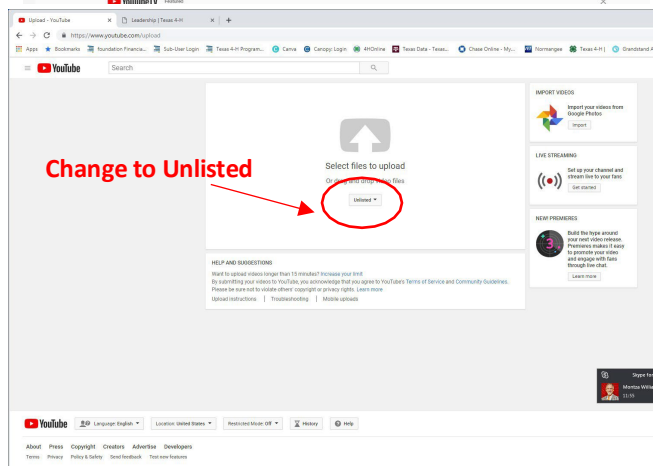 YouTube TV Features
Upload - YouTube
Leadership | Texas 4-H
https://www.youtube.com/upload
Apps Bookmarks foundation Financia... Sub-User Login Texas 4-H Program... Canva Canopy: Login 4HOnline Texas Data - Texas... Chase Online - My... Normangee Texas 4-H | Grandstand
YouTube
Search
IMPORT VIDEOS
Import your videos from
Google Photos
Import
Select files to upload
Or drag and drop video files
Unlisted
Change to Unlisted
LIVE STREAMING
Set up your channel and
stream live to your fans
Get started
NEW! PREMIERES
3
Build the hype around
your next video release.
Premieres makes it easy
to promote your video
and engage with fans
through live chat.
Learn more
HELP AND SUGGESTIONS
Want to upload videos longer than 15 minutes? Increase your limit
By submitting your videos to YouTube, you acknowledge that you agree to YouTube's Terms of Service and Community Guidelines.
Please be sure not to violate others' copyright or privacy rights. Learn more
Upload instructions | Troubleshooting | Mobile uploads
Skype for
11:55
YouTube Language: English Location: United States Restricted Mode: Off History Help
About Press Copyright Creators Advertise Developers
Terms Privacy Policy & Safety Send feedback Test new features